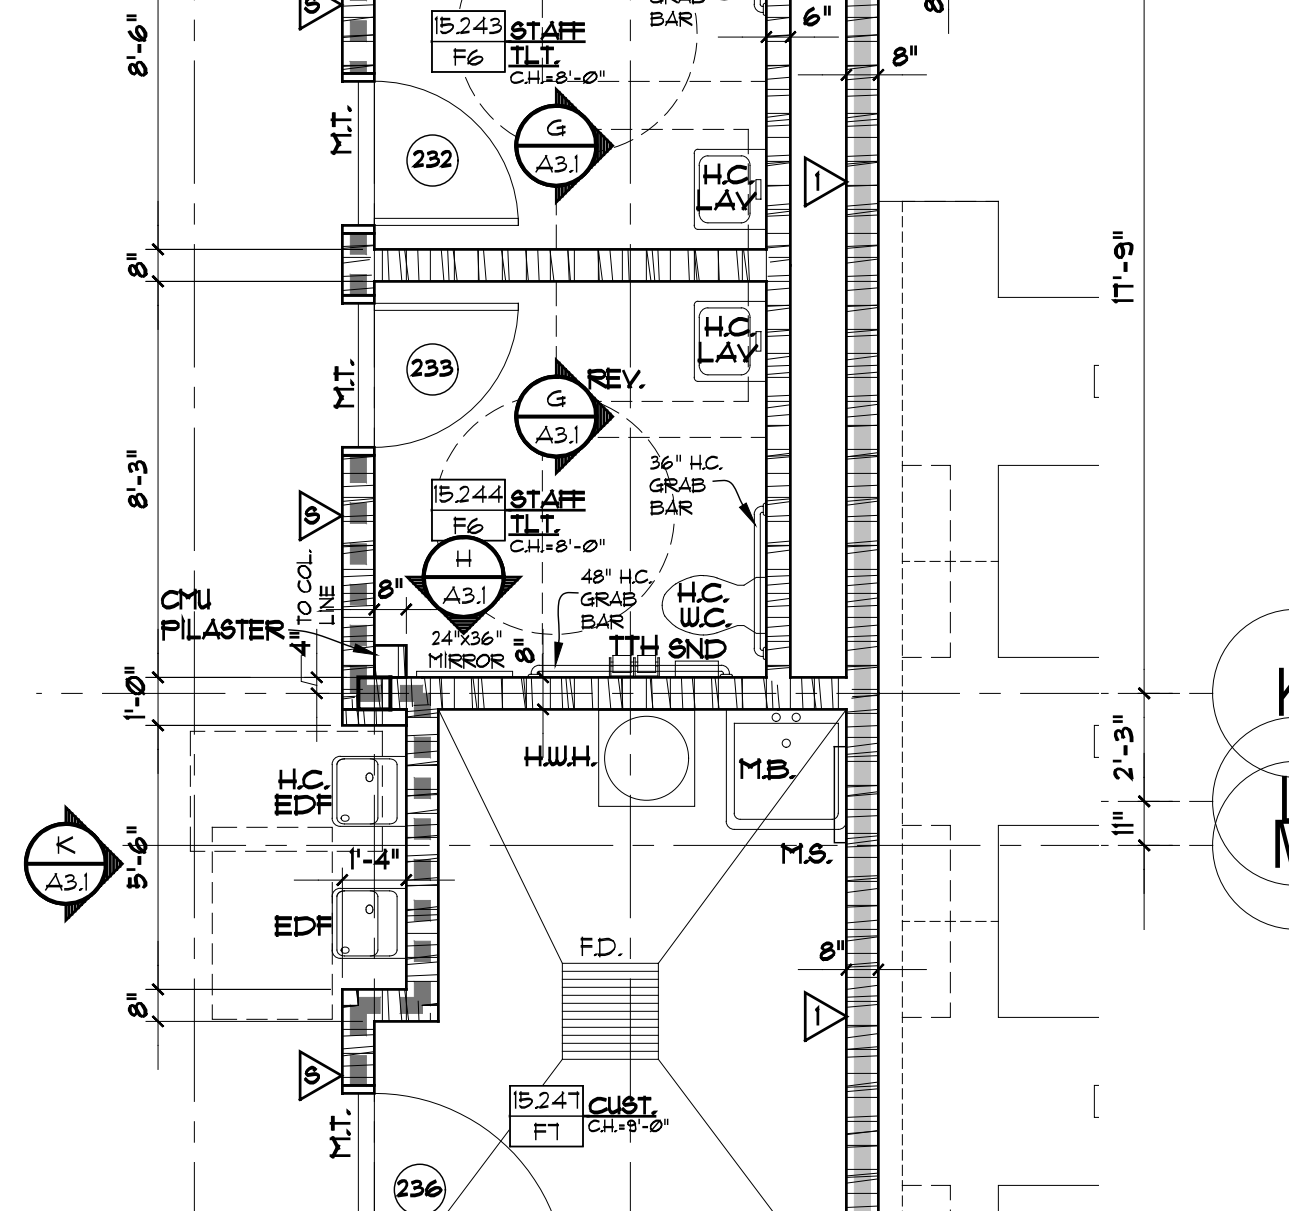 S
8'-6"
15.243
STAFF
F6
TLT.
C.H.=8'-0"
BAR
6"
8"
M.T.
232
G
A3.1
H.C.
LAV
1
8"
17'-9"
H.C.
LAV
M.T.
233
REV.
G
A3.1
8'-3"
S
36" H.C.
GRAB
BAR
15.244
STAFF
F6
TLT.
C.H.=8'-0"
H
A3.1
8"
48" H.C.
GRAB
BAR
H.C.
W.C.
CMU
PILASTER
4" TO COL.
LINE
24"x36"
MIRROR
8"
TTH
SND
1'-0"
H.W.H.
M.B.
2'-3"
11"
H.C.
EDF
K
A3.1
5'-6"
1'-4"
M.S.
EDF
F.D.
8"
8"
1
S
15.247
CUST.
F7
C.H.=9'-0"
M.T.
236